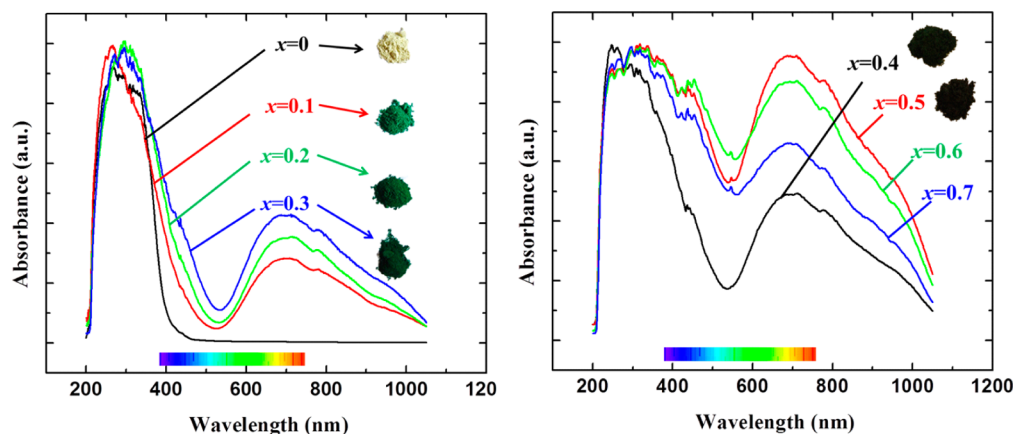 Absorbance (a.u.)
x=0
x=0.1
x=0.2
x=0.3
200 400 600 800 1000 120
Wavelength (nm)
Absorbance (a.u.)
x=0.4
x=0.5
x=0.6
x=0.7
200 400 600 800 1000 1200
Wavelength (nm)